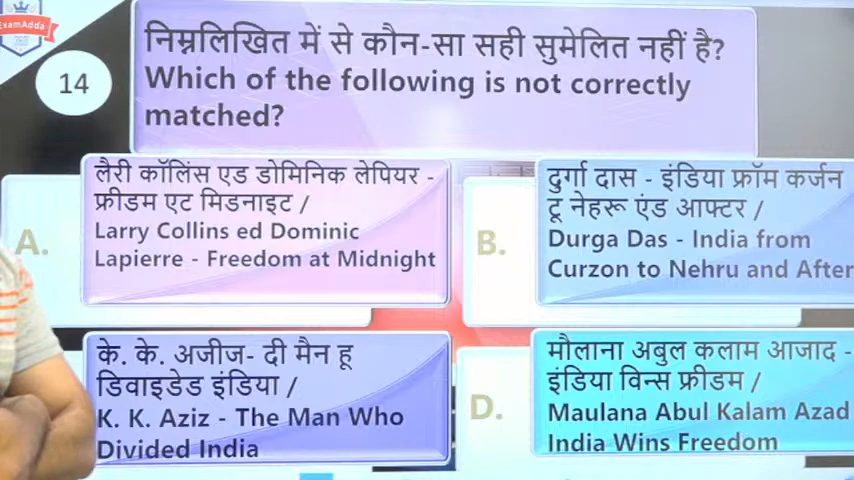 ExamAdda
14
निम्नलिखित में से कौन-सा सही सुमेलित नहीं है?
Which of the following is not correctly
matched?
A.
लैरी कॉलिंस एड डोमिनिक लेपियर -
फ्रीडम एट मिडनाइट /
Larry Collins ed Dominic
Lapierre - Freedom at Midnight
B.
दुर्गा दास - इंडिया फ्रॉम कर्जन
टू नेहरू एंड आफ्टर /
Durga Das - India from
Curzon to Nehru and After
के. के. अजीज- दी मैन हू
डिवाइडेड इंडिया /
K. K. Aziz - The Man Who
Divided India
D.
मौलाना अबुल कलाम आजाद -
इंडिया विन्स फ्रीडम /
Maulana Abul Kalam Azad
India Wins Freedom